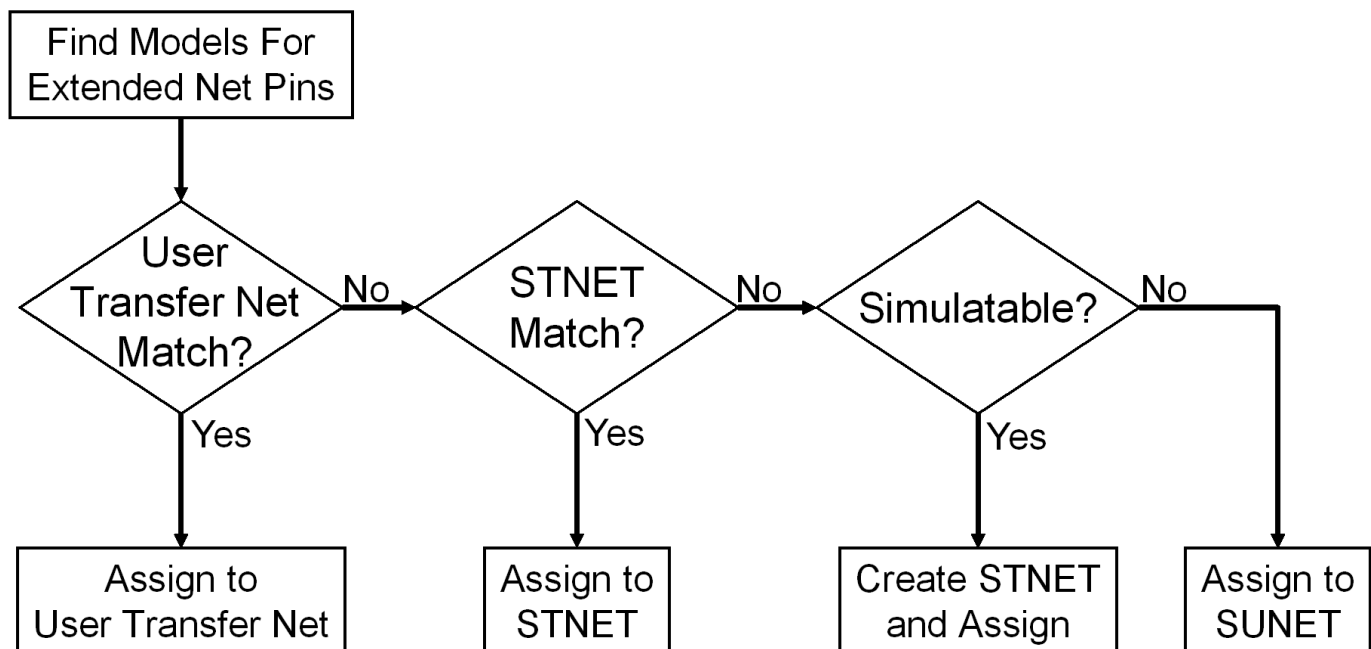 Find Models For
Extended Net Pins
User
Transfer Net
Match?
No
STNET
Match?
No
Simulatable?
No
Yes
Yes
Yes
Assign to
User Transfer Net
Assign to
STNET
Create STNET
and Assign
Assign to
SUNET